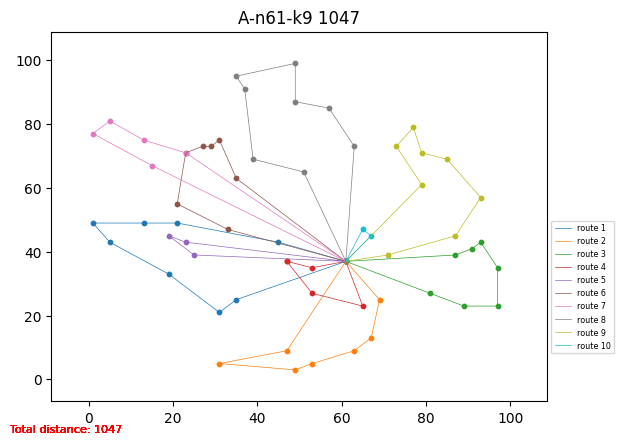 A-n61-k9 1047
100
80
60
40
20
0
0 20 40 60 80 100
route 1
route 2
route 3
route 4
route 5
route 6
route 7
route 8
route 9
route 10
Total distance: 1047